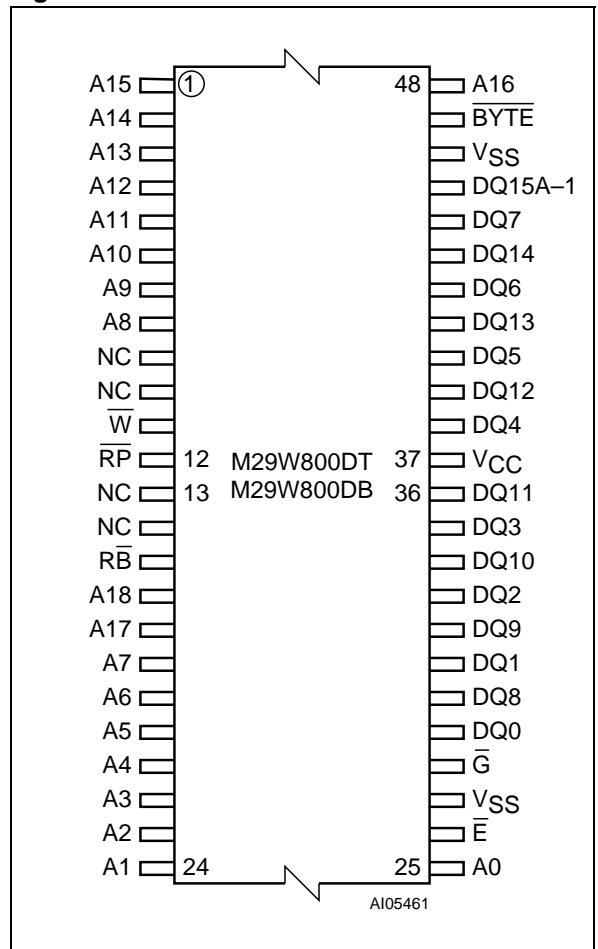 A15 1 48 A16
A14 B̅Y̅T̅E̅
A13 VSS
A12 DQ15A–1
A11 DQ7
A10 DQ14
A9 DQ6
A8 DQ13
NC DQ5
NC DQ12
W̅ DQ4
R̅P̅ 12 M29W800DT 37 VCC
NC 13 M29W800DB 36 DQ11
NC DQ3
RB̅ DQ10
A18 DQ2
A17 DQ9
A7 DQ1
A6 DQ8
A5 DQ0
A4 G̅
A3 VSS
A2 E̅
A1 24 25 A0
AI05461